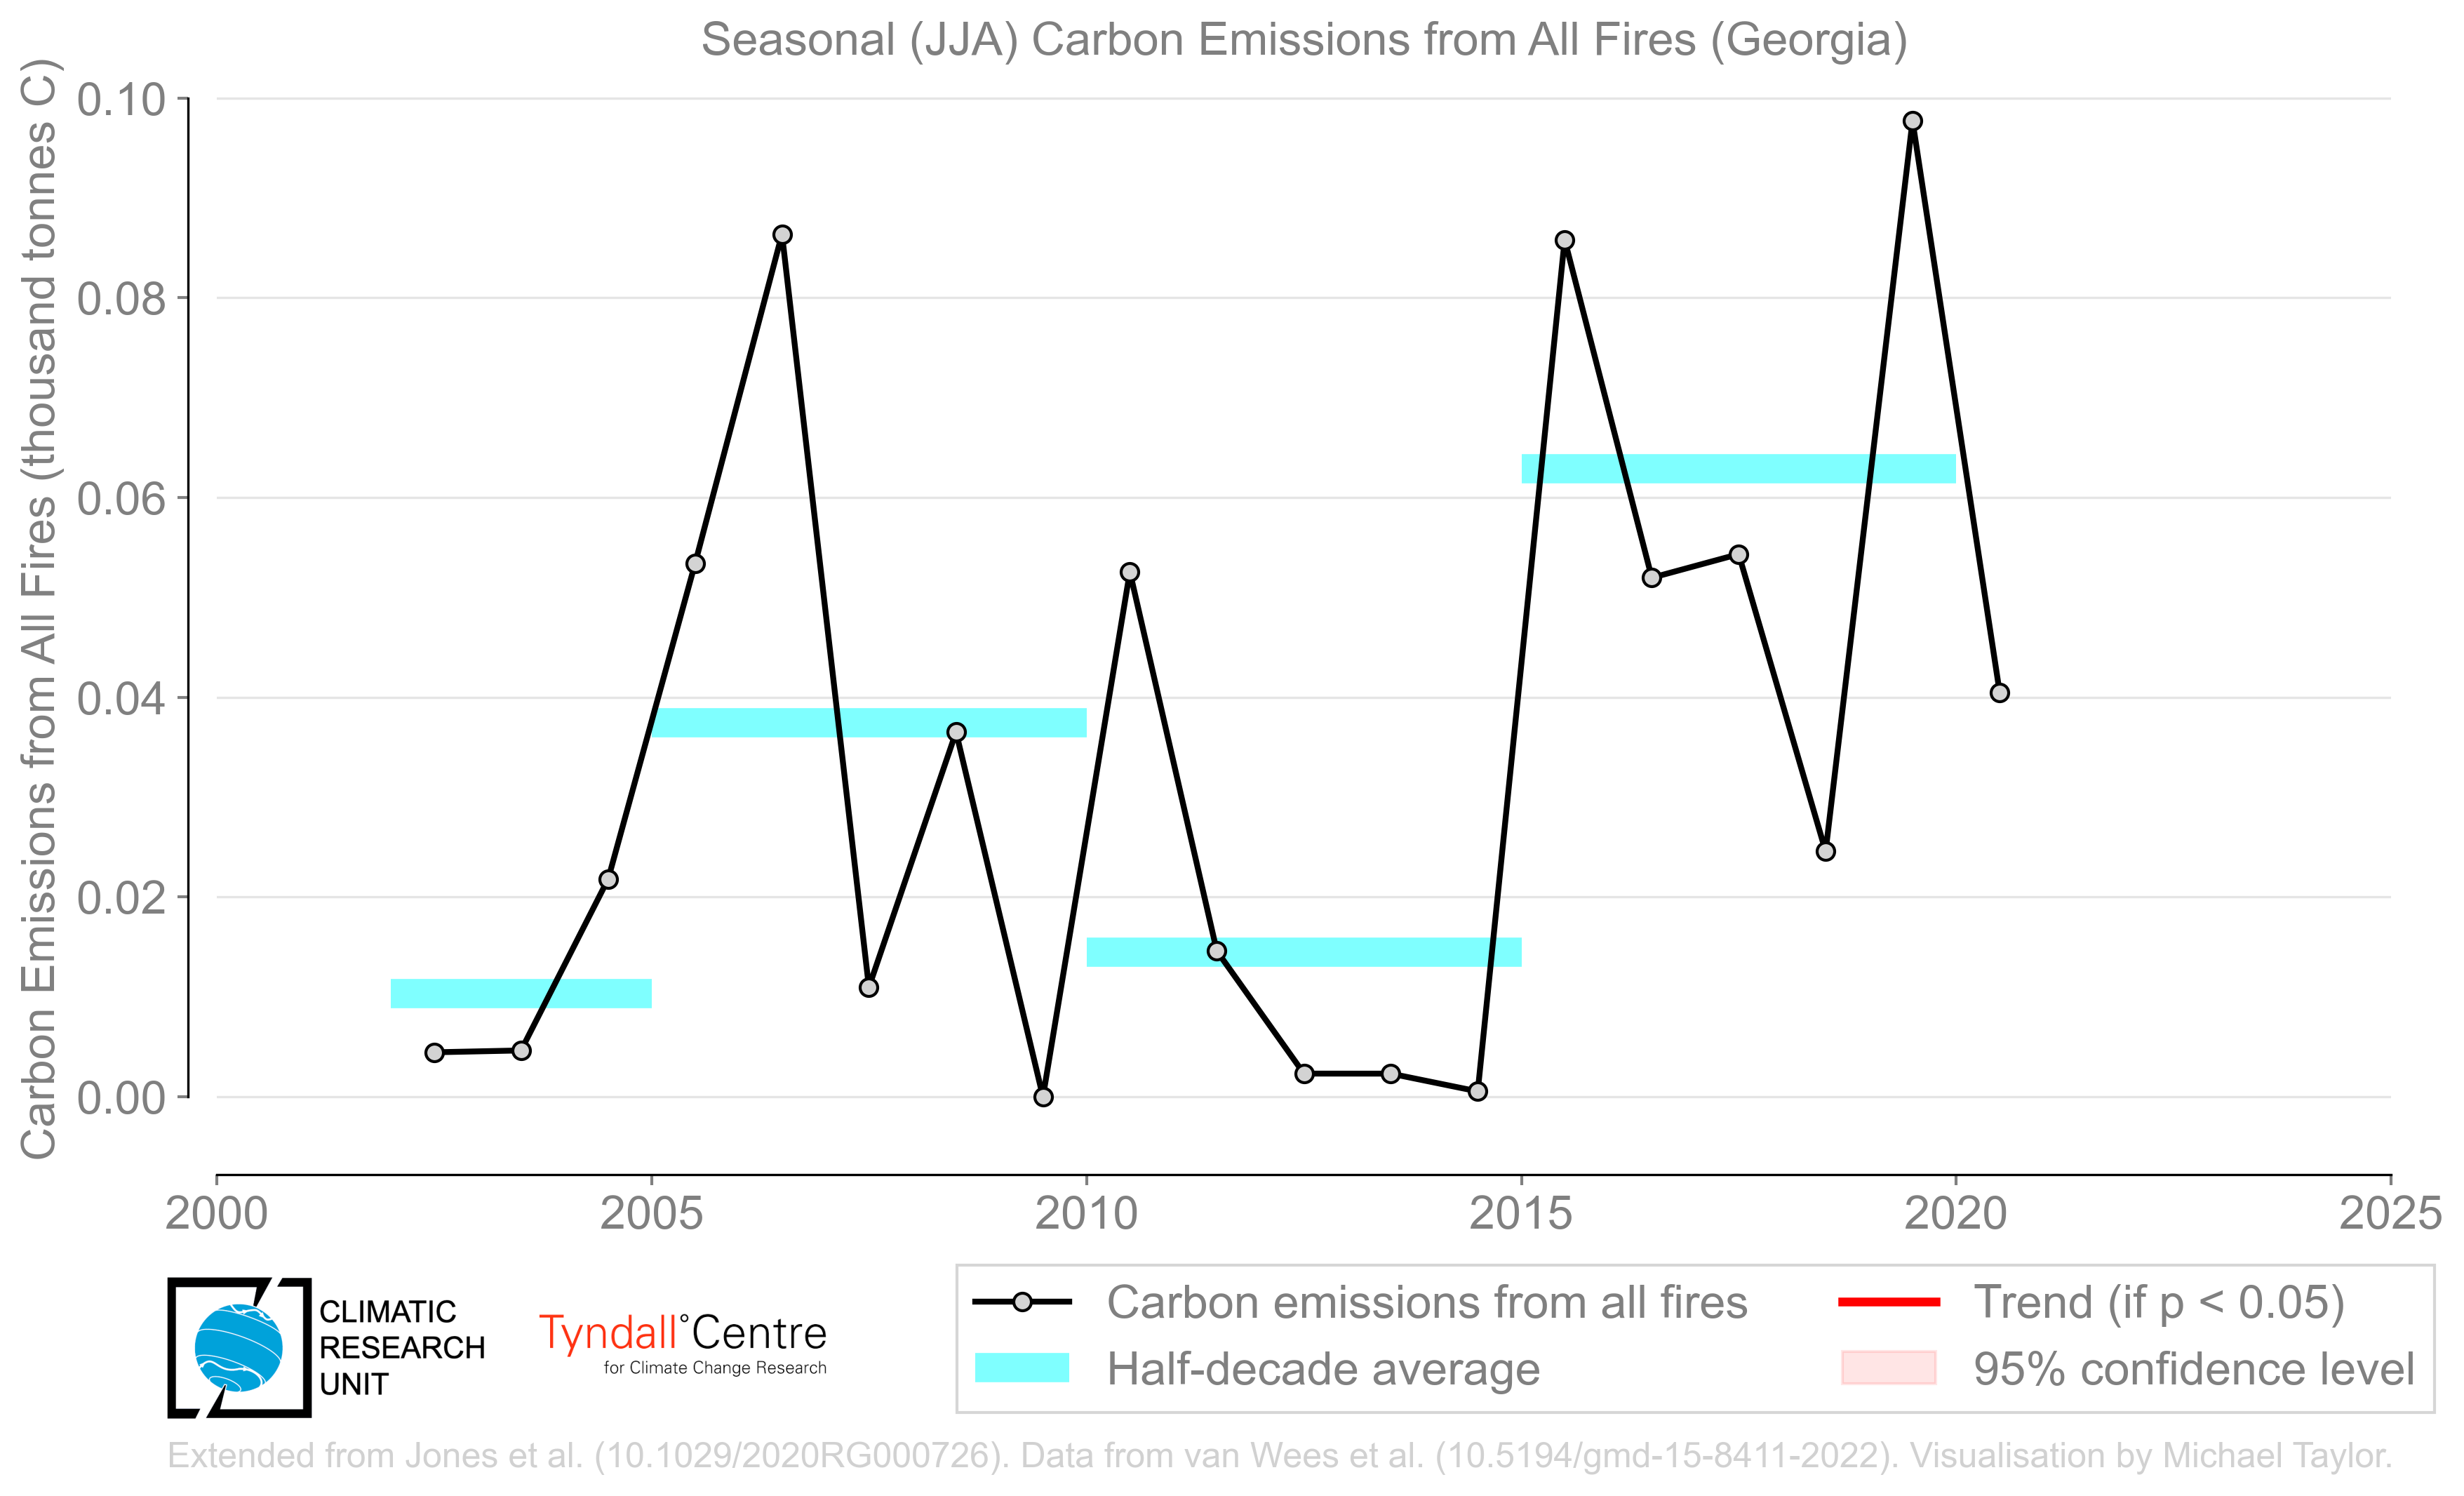 Seasonal (JJA) Carbon Emissions from All Fires (Georgia)
Carbon Emissions from All Fires (thousand tonnes C)
0.10
0.08
0.06
0.04
0.02
0.00
2000 2005 2010 2015 2020 2025
CLIMATIC
RESEARCH
UNIT
Tyndall°Centre
for Climate Change Research
Carbon emissions from all fires
Half-decade average
Trend (if p < 0.05)
95% confidence level
Extended from Jones et al. (10.1029/2020RG000726). Data from van Wees et al. (10.5194/gmd-15-8411-2022). Visualisation by Michael Taylor.